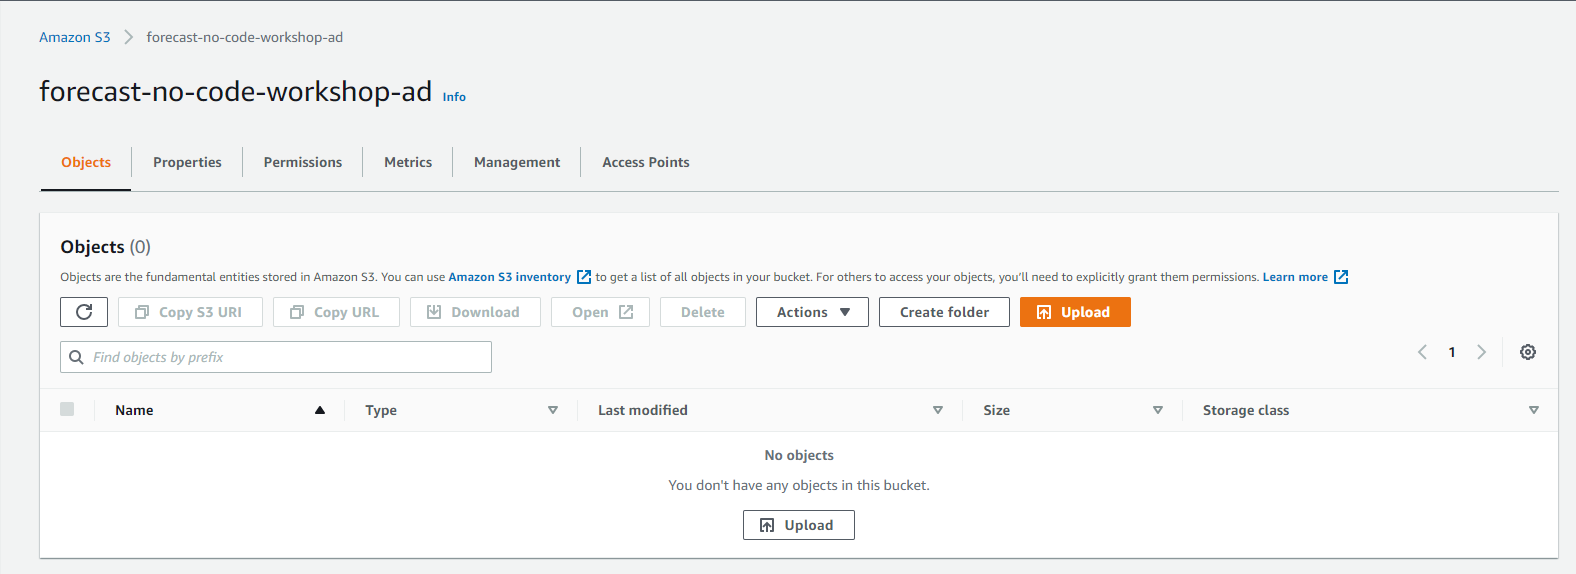 Amazon S3 forecast-no-code-workshop-ad
forecast-no-code-workshop-ad Info
Objects Properties Permissions Metrics Management Access Points
Objects (0)
Objects are the fundamental entities stored in Amazon S3. You can use Amazon S3 inventory to get a list of all objects in your bucket. For others to access your objects, you'll need to explicitly grant them permissions. Learn more
Copy S3 URI Copy URL Download Open Delete Actions Create folder Upload
Find objects by prefix 1
Name Type Last modified Size Storage class
No objects
You don't have any objects in this bucket.
Upload